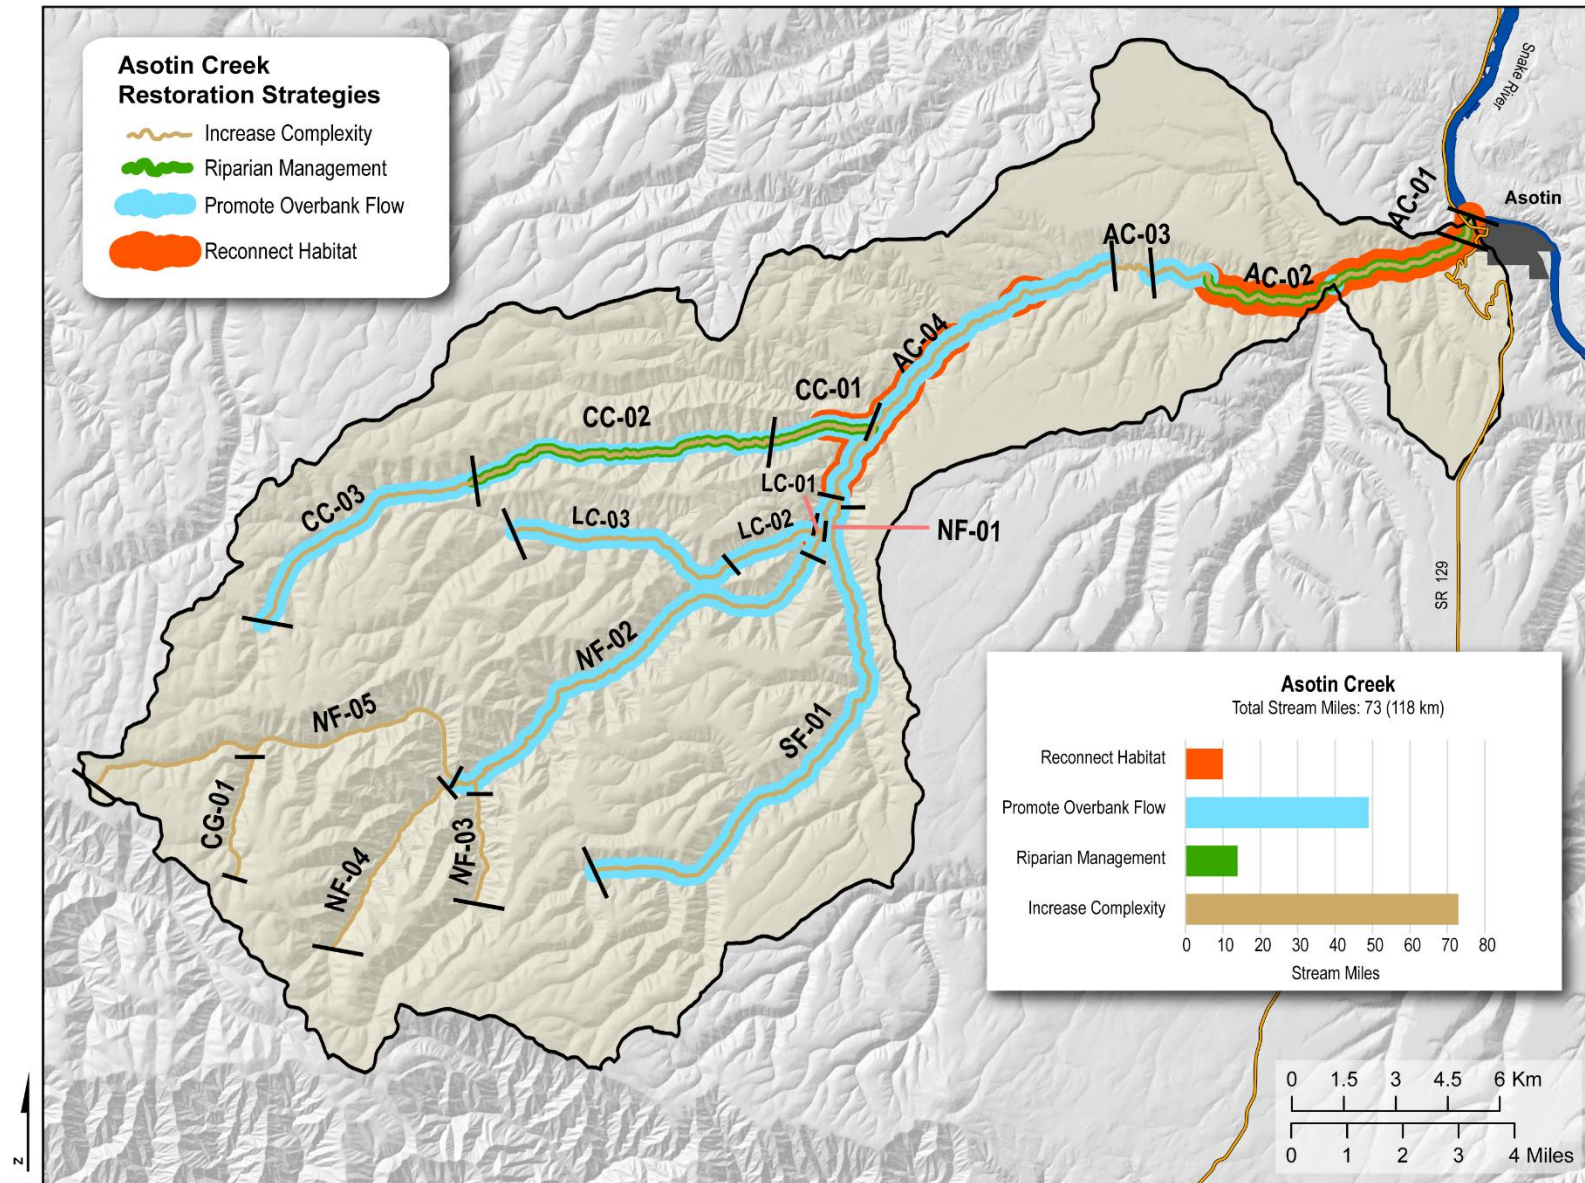 Asotin Creek
Restoration Strategies
Increase Complexity
Riparian Management
Promote Overbank Flow
Reconnect Habitat
Snake River
AC-01
Asotin
AC-03
AC-02
AC-04
CC-01
CC-02
LC-01
CC-03
LC-03
LC-02
NF-01
SR 129
NF-02
NF-05
SF-01
CG-01
NF-04
NF-03
Asotin Creek
Total Stream Miles: 73 (118 km)
Reconnect Habitat
Promote Overbank Flow
Riparian Management
Increase Complexity
0 10 20 30 40 50 60 70 80
Stream Miles
0 1.5 3 4.5 6 Km
0 1 2 3 4 Miles
N